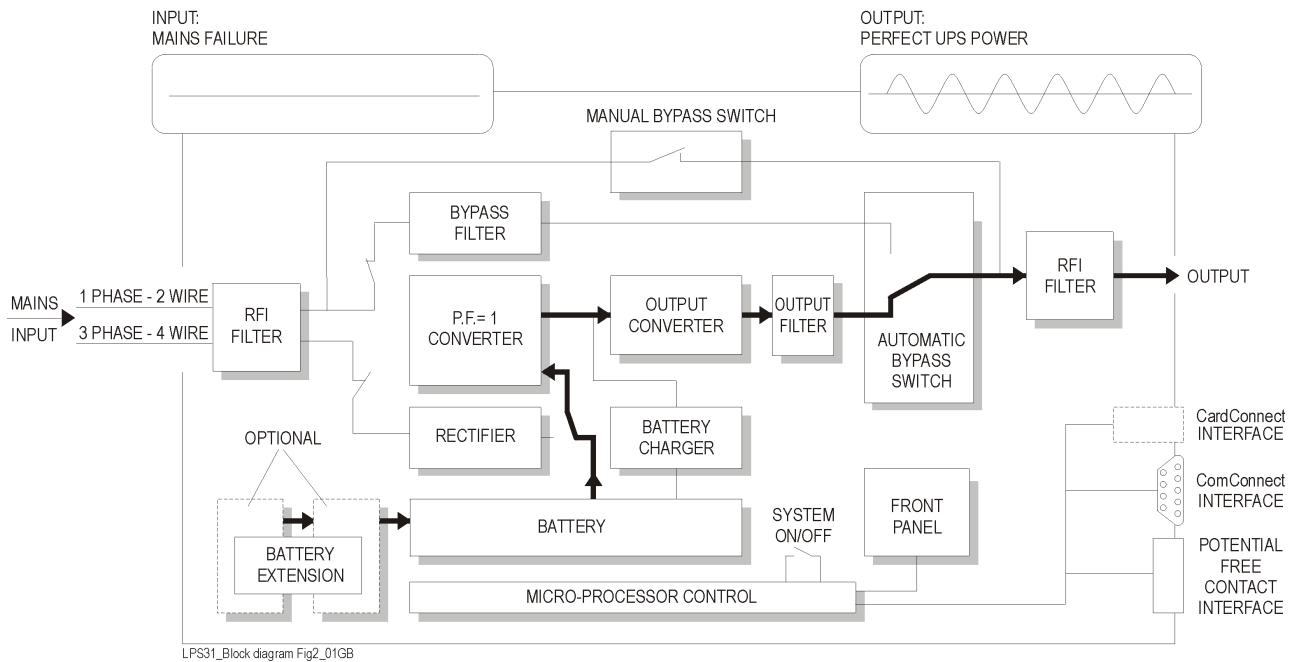 INPUT:
MAINS FAILURE
OUTPUT:
PERFECT UPS POWER
MANUAL BYPASS SWITCH
BYPASS
FILTER
MAINS
INPUT
1 PHASE - 2 WIRE
3 PHASE - 4 WIRE
RFI
FILTER
P.F.= 1
CONVERTER
OUTPUT
CONVERTER
OUTPUT
FILTER
AUTOMATIC
BYPASS
SWITCH
RFI
FILTER
OUTPUT
OPTIONAL
RECTIFIER
BATTERY
CHARGER
CardConnect
INTERFACE
ComConnect
INTERFACE
BATTERY
EXTENSION
BATTERY
SYSTEM
ON/OFF
FRONT
PANEL
POTENTIAL
FREE
CONTACT
INTERFACE
MICRO-PROCESSOR CONTROL
LPS31_Block diagram Fig2_01GB